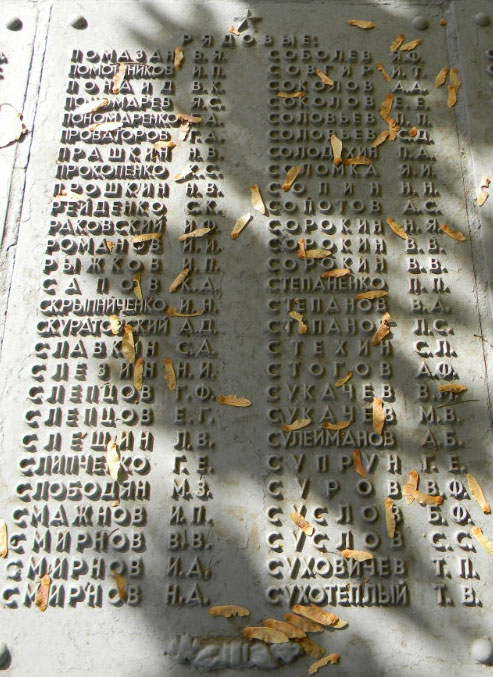 РЯДОВЫЕ:
ПОМАЗАН В.Я.
ПОМОТНИКОВ И.П.
ПОНАИД В.К.
ПОНОМАРЕВ Я.С.
ПОНОМАРЕНКО А.
ПРОВАТОРОВ Г.А.
ПРАШКИН Н.В.
ПРОКОПЕНКО С.
ПРОШКИН Н.В.
РЕЙДЕНКО С.К.
РАКОВСКИЙ И.О.
РОМАНОВ И.И.
РЫЖКОВ И.П.
САПОВ К.А.
СКРЫПНИЧЕНКО И.Н.
СКУРАТОВСКИЙ А.Д.
СЛАВКИН С.А.
СЛЕЗИН Н.И.
СЛЕПЦОВ Г.Ф.
СЛЕПЦОВ Е.Г.
СЛЕШИН Л.В.
СЛИПЧЕНКО Г.Е.
СЛОБОДЯН М.З.
СМАЖНОВ И.П.
СМИРНОВ В.В.
СМИРНОВ И.А.
СМИРНОВ Н.А.
СОБОЛЕВ Я.Ф.
СОВГИР И.Т.
СОКОЛОВ А.А.
СОКОЛОВ Е.Е.
СОЛОВЬЕВ П.
СОЛОВЬЕВ Ф.Д.
СОЛОДУХИН П.А.
СОЛОМКА Я.И.
СОЛИН Н.Н.
СОЛОТОВ А.С.
СОРОКИН Н.Я.
СОРОКИН В.В.
СОРОКИН В.В.
СТЕПАНЕНКО П.П.
СТЕПАНОВ В.А.
СТЕПАНОВ П.С.
СТЕХИН С.Л.
СТОГОВ А.Ф.
СУКАЧЕВ В.
СУКАЧЕВ М.В.
СУЛЕЙМАНОВ А.Б.
СУПРУН Г.Е.
СУРОВ В.Ф.
СУСЛОВ Б.Ф.
СУСЛОВ С.С.
СУХОВИЧЕВ Т.П.
СУХОТЕПЛЫЙ Т.В.